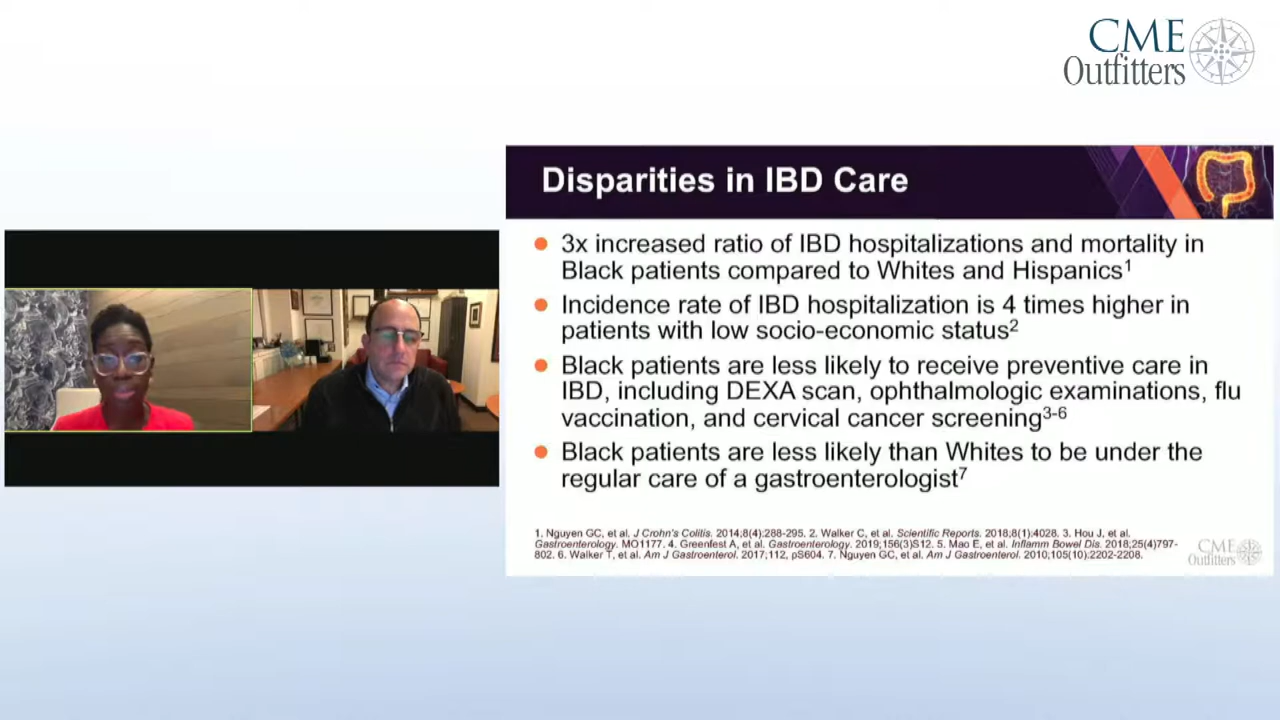 CME
Outfitters
Disparities in IBD Care
3x increased ratio of IBD hospitalizations and mortality in
Black patients compared to Whites and Hispanics1
Incidence rate of IBD hospitalization is 4 times higher in
patients with low socio-economic status2
Black patients are less likely to receive preventive care in
IBD, including DEXA scan, ophthalmologic examinations, flu
vaccination, and cervical cancer screening3-6
Black patients are less likely than Whites to be under the
regular care of a gastroenterologist7
1. Nguyen GC, et al. J Crohn's Colitis. 2014;8(4):288-295. 2. Walker C, et al. Scientific Reports. 2018;8(1):4028. 3. Hou J, et al.
Gastroenterology. MO1177. 4. Greenfest A, et al. Gastroenterology. 2019;156(3)S12. 5. Mao E, et al. Inflamm Bowel Dis. 2018;25(4)797-
802. 6. Walker T, et al. Am J Gastroenterol. 2017;112, pS604. 7. Nguyen GC, et al. Am J Gastroenterol. 2010;105(10):2202-2208.
CME
Outfitters